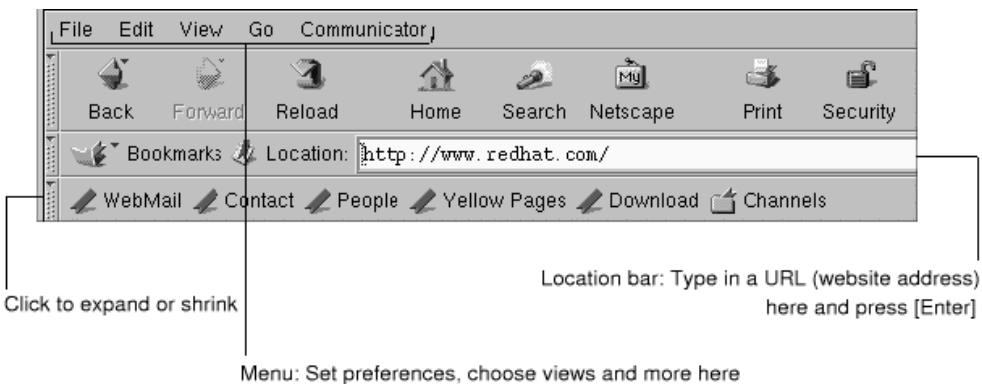 File Edit View Go Communicator
Back Forward Reload Home Search Netscape Print Security
My
Bookmarks Location: http://www.redhat.com/
WebMail Contact People Yellow Pages Download Channels
Location bar: Type in a URL (website address)
here and press [Enter]
Click to expand or shrink
Menu: Set preferences, choose views and more here